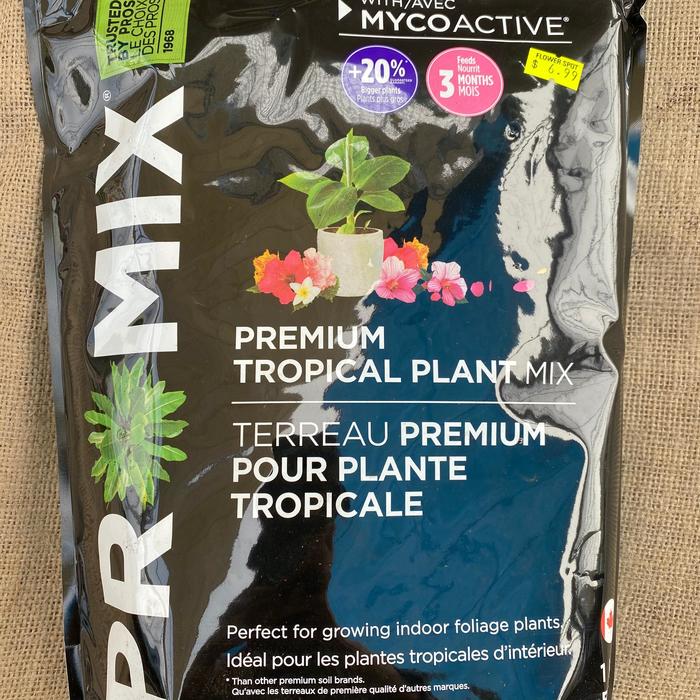 TRUSTED
BY PROS
LE CHOIX
DES PROS
1968
WITH/AVEC
MYCOACTIVE®
+20%*
GUARANTEED
Bigger plants
Plants plus gros
Feeds
Nourrit
3 MONTHS
MOIS
FLOWER SPOT
$ 6.99
PRO MIX®
PREMIUM
TROPICAL PLANT MIX
TERREAU PREMIUM
POUR PLANTE
TROPICALE
Perfect for growing indoor foliage plants.
Idéal pour les plantes tropicales d'intérieur.
* Than other premium soil brands.
Qu'avec les terreaux de première qualité d'autres marques.